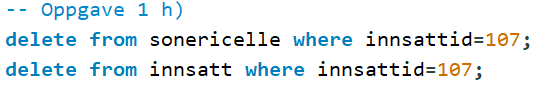 -- Oppgave 1 h)
delete from sonericelle where innsattid=107;
delete from innsatt where innsattid=107;